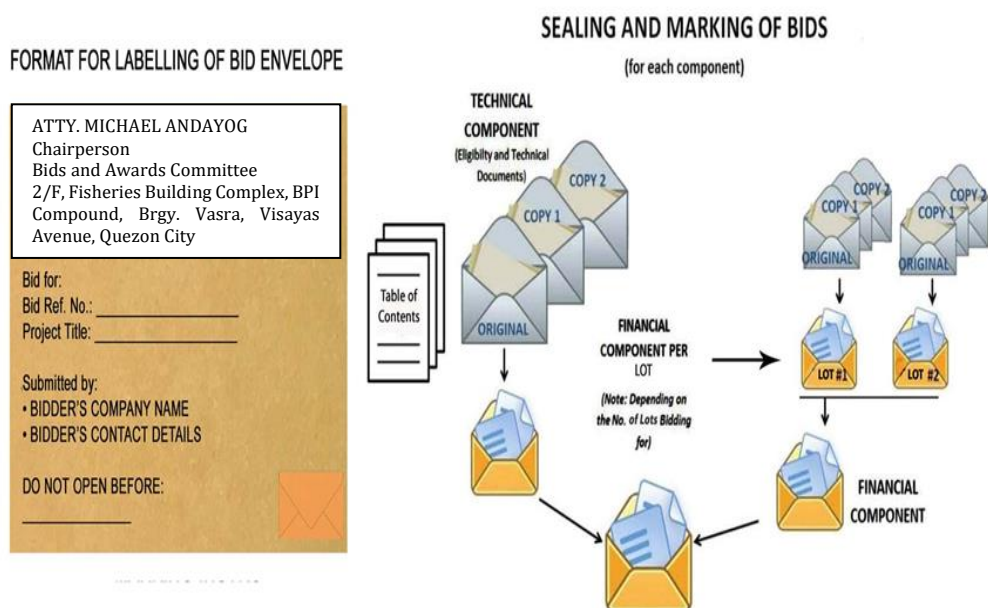 FORMAT FOR LABELLING OF BID ENVELOPE
ATTY. MICHAEL ANDAYOG
Chairperson
Bids and Awards Committee
2/F, Fisheries Building Complex, BPI
Compound, Brgy. Vasra, Visayas
Avenue, Quezon City
Bid for:
Bid Ref. No.: _______________
Project Title: _______________
Submitted by:
• BIDDER'S COMPANY NAME
• BIDDER'S CONTACT DETAILS
DO NOT OPEN BEFORE:
_______________
SEALING AND MARKING OF BIDS
(for each component)
TECHNICAL
COMPONENT
(Eligibilty and Technical
Documents)
COPY 2
COPY 1
ORIGINAL
Table of
Contents
FINANCIAL
COMPONENT PER
LOT
(Note: Depending on
the No. of Lots Bidding
for)
COPY 2
COPY 1
ORIGINAL
COPY 2
COPY 1
ORIGINAL
LOT #1
LOT #2
FINANCIAL
COMPONENT